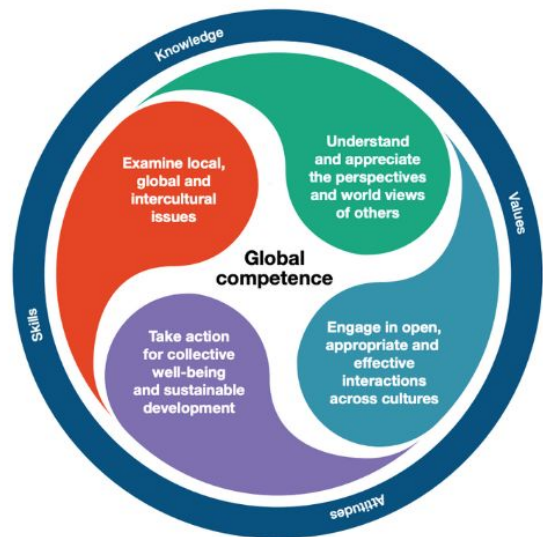 Knowledge
Examine local,
global and
intercultural
issues
Understand
and appreciate
the perspectives
and world views
of others
Values
Global
competence
Skills
Take action
for collective
well-being
and sustainable
development
Engage in open,
appropriate and
effective
interactions
across cultures
Attitudes